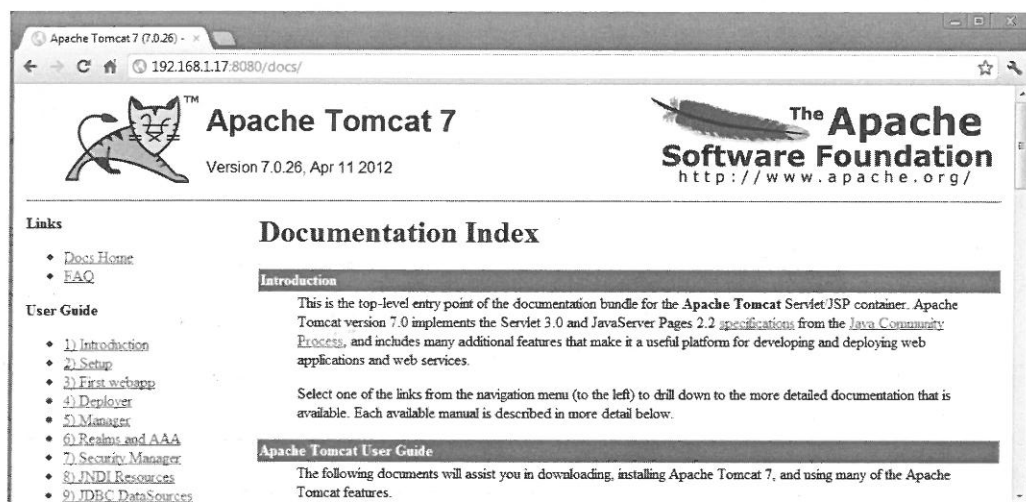 Apache Tomcat 7 (7.0.26) -
192.168.1.17:8080/docs/
TM
Apache Tomcat 7
Version 7.0.26, Apr 11 2012
The Apache
Software Foundation
http://www.apache.org/
Links
Docs Home
FAQ
User Guide
1) Introduction
2) Setup
3) First webapp
4) Deployer
5) Manager
6) Realms and AAA
7) Security Manager
8) JNDI Resources
9) JDBC DataSources
Documentation Index
Introduction
This is the top-level entry point of the documentation bundle for the Apache Tomcat Servlet/JSP container. Apache
Tomcat version 7.0 implements the Servlet 3.0 and JavaServer Pages 2.2 specifications from the Java Community
Process, and includes many additional features that make it a useful platform for developing and deploying web
applications and web services.
Select one of the links from the navigation menu (to the left) to drill down to the more detailed documentation that is
available. Each available manual is described in more detail below.
Apache Tomcat User Guide
The following documents will assist you in downloading, installing Apache Tomcat 7, and using many of the Apache
Tomcat features.